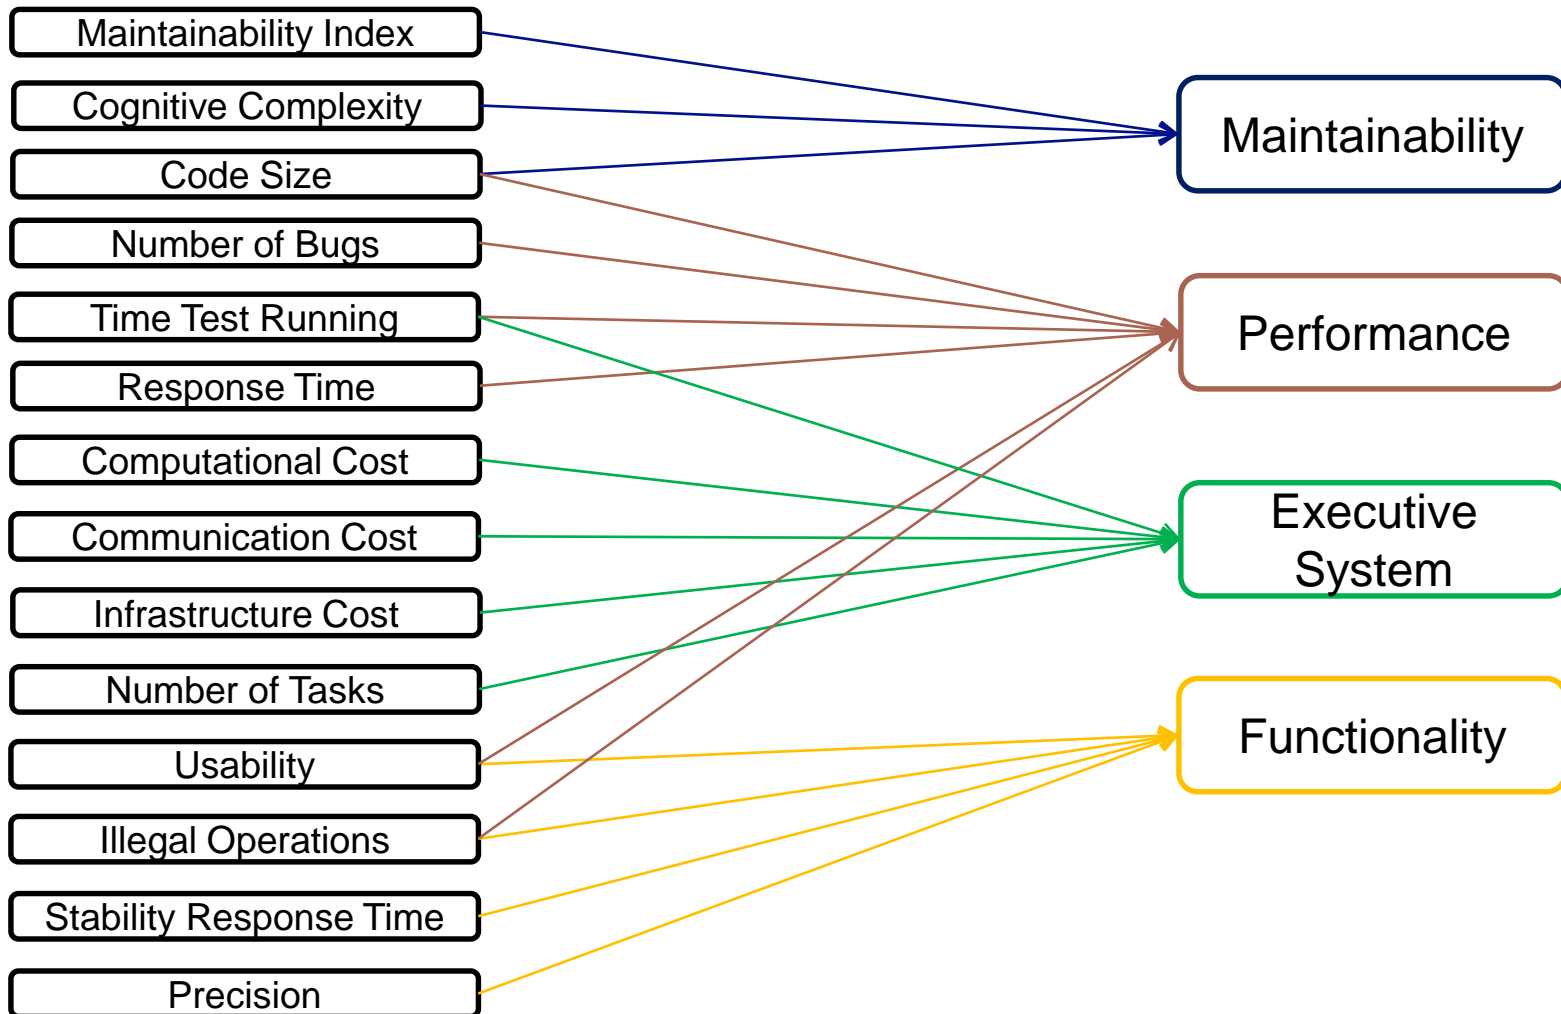 Maintainability Index
Cognitive Complexity
Code Size
Number of Bugs
Time Test Running
Response Time
Computational Cost
Communication Cost
Infrastructure Cost
Number of Tasks
Usability
Illegal Operations
Stability Response Time
Precision
Maintainability
Performance
Executive
System
Functionality